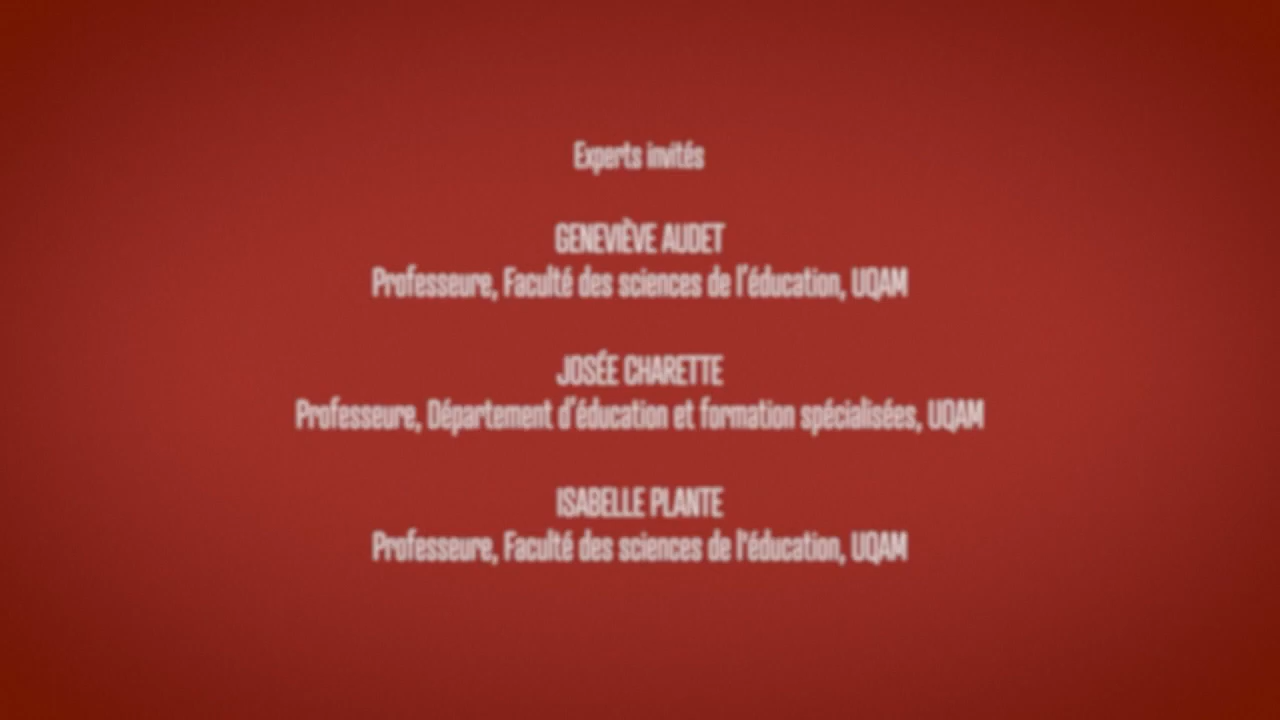 Experts invités
GENEVIÈVE AUDET
Professeure, Faculté des sciences de l'éducation, UQAM
JOSÉE CHARETTE
Professeure, Département d'éducation et formation spécialisées, UQAM
ISABELLE PLANTE
Professeure, Faculté des sciences de l'éducation, UQAM